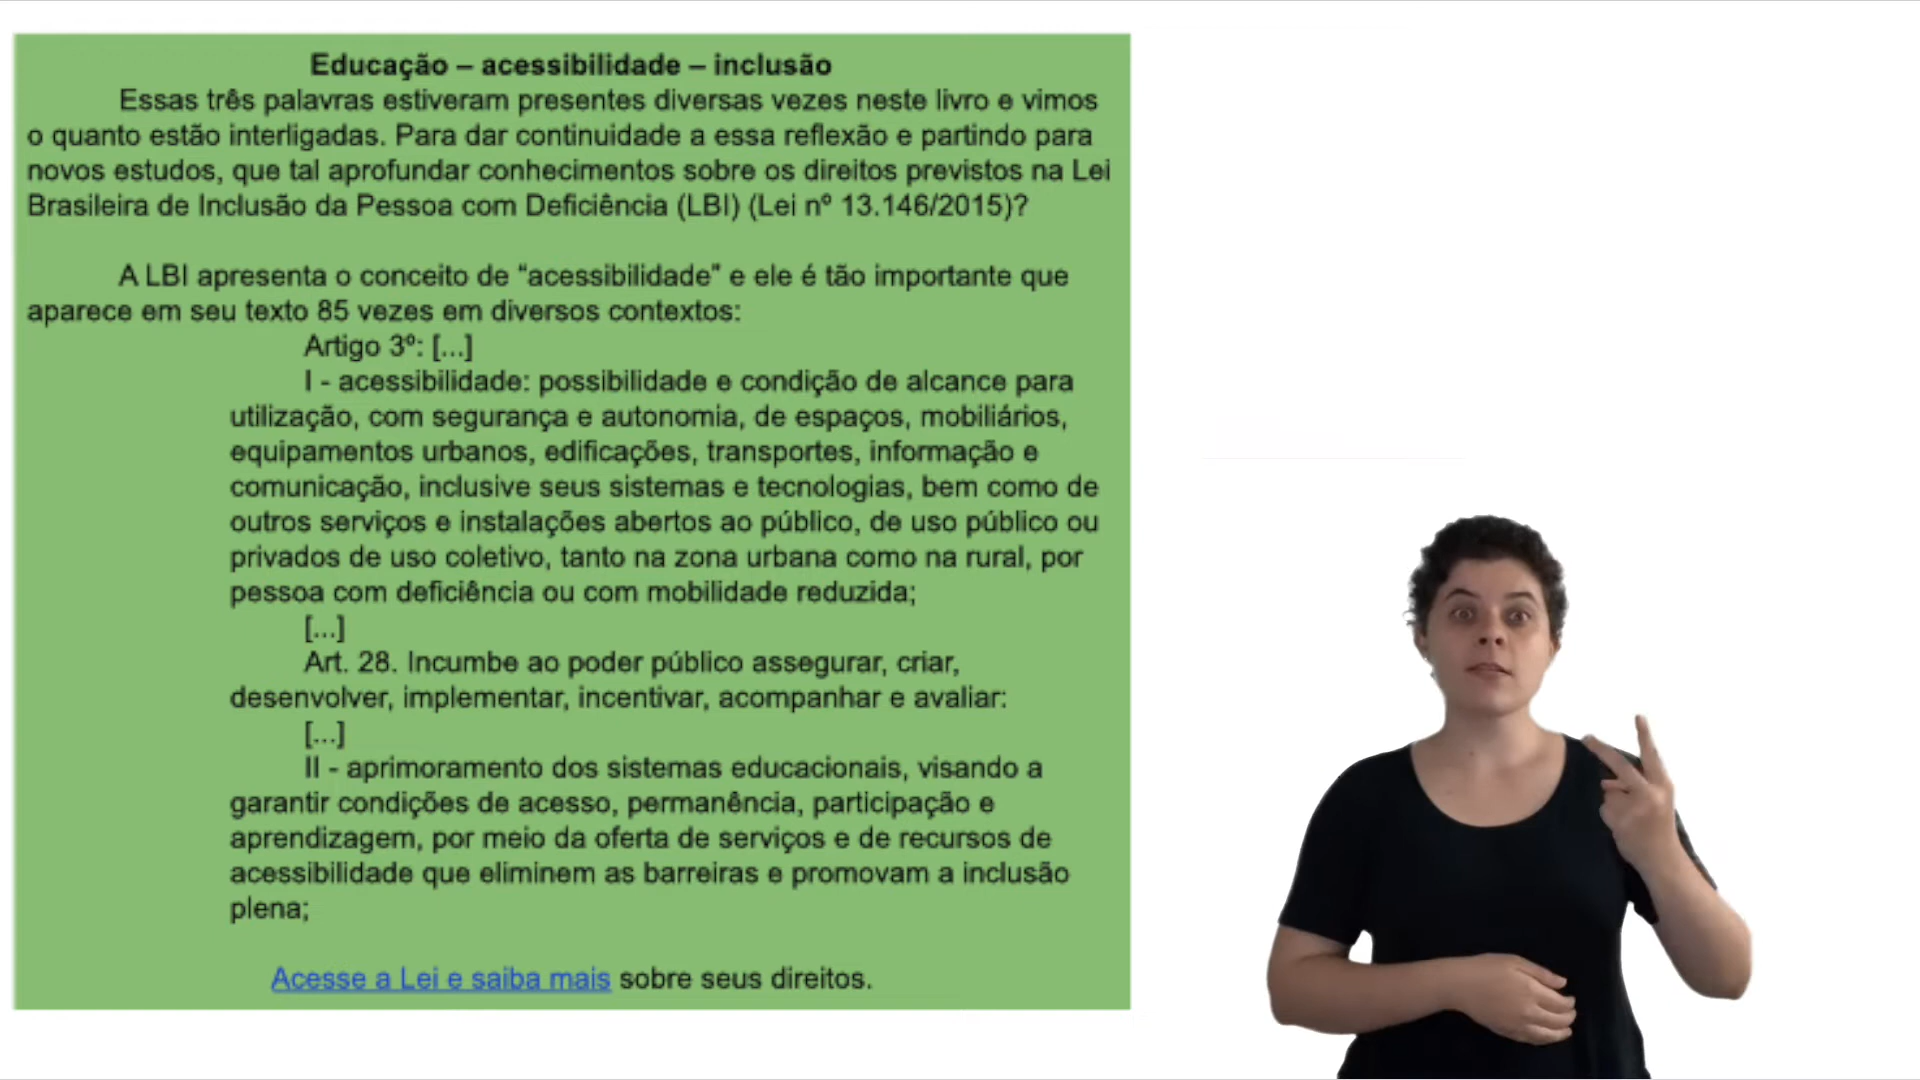 Educação – acessibilidade – inclusão
Essas três palavras estiveram presentes diversas vezes neste livro e vimos
o quanto estão interligadas. Para dar continuidade a essa reflexão e partindo para
novos estudos, que tal aprofundar conhecimentos sobre os direitos previstos na Lei
Brasileira de Inclusão da Pessoa com Deficiência (LBI) (Lei nº 13.146/2015)?
A LBI apresenta o conceito de “acessibilidade” e ele é tão importante que
aparece em seu texto 85 vezes em diversos contextos:
Artigo 3º: [...]
I - acessibilidade: possibilidade e condição de alcance para
utilização, com segurança e autonomia, de espaços, mobiliários,
equipamentos urbanos, edificações, transportes, informação e
comunicação, inclusive seus sistemas e tecnologias, bem como de
outros serviços e instalações abertos ao público, de uso público ou
privados de uso coletivo, tanto na zona urbana como na rural, por
pessoa com deficiência ou com mobilidade reduzida;
[...]
Art. 28. Incumbe ao poder público assegurar, criar,
desenvolver, implementar, incentivar, acompanhar e avaliar:
[...]
II - aprimoramento dos sistemas educacionais, visando a
garantir condições de acesso, permanência, participação e
aprendizagem, por meio da oferta de serviços e de recursos de
acessibilidade que eliminem as barreiras e promovam a inclusão
plena;
Acesse a Lei e saiba mais sobre seus direitos.